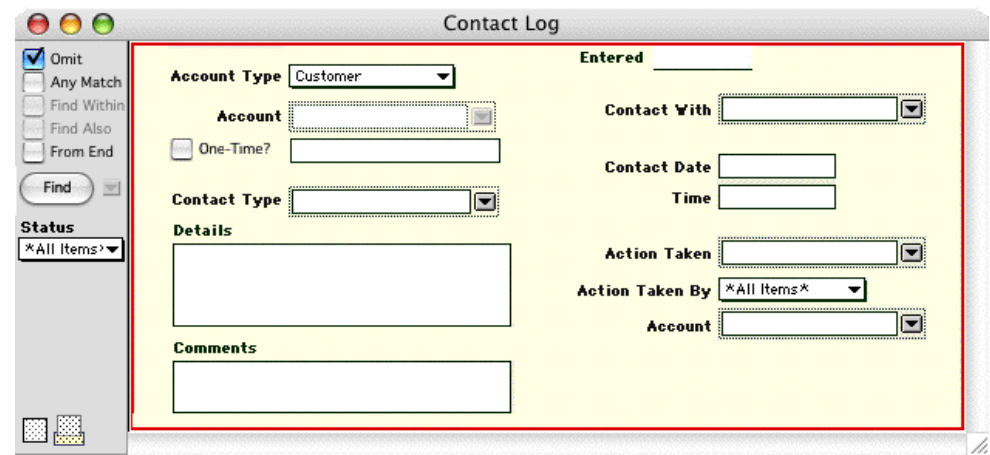 Contact Log
Omit
Any Match
Find Within
Find Also
From End
Find
Status
*All Items*
Account Type Customer
Account
One-Time?
Contact Type
Details
Comments
Entered
Contact With
Contact Date
Time
Action Taken
Action Taken By *All Items*
Account